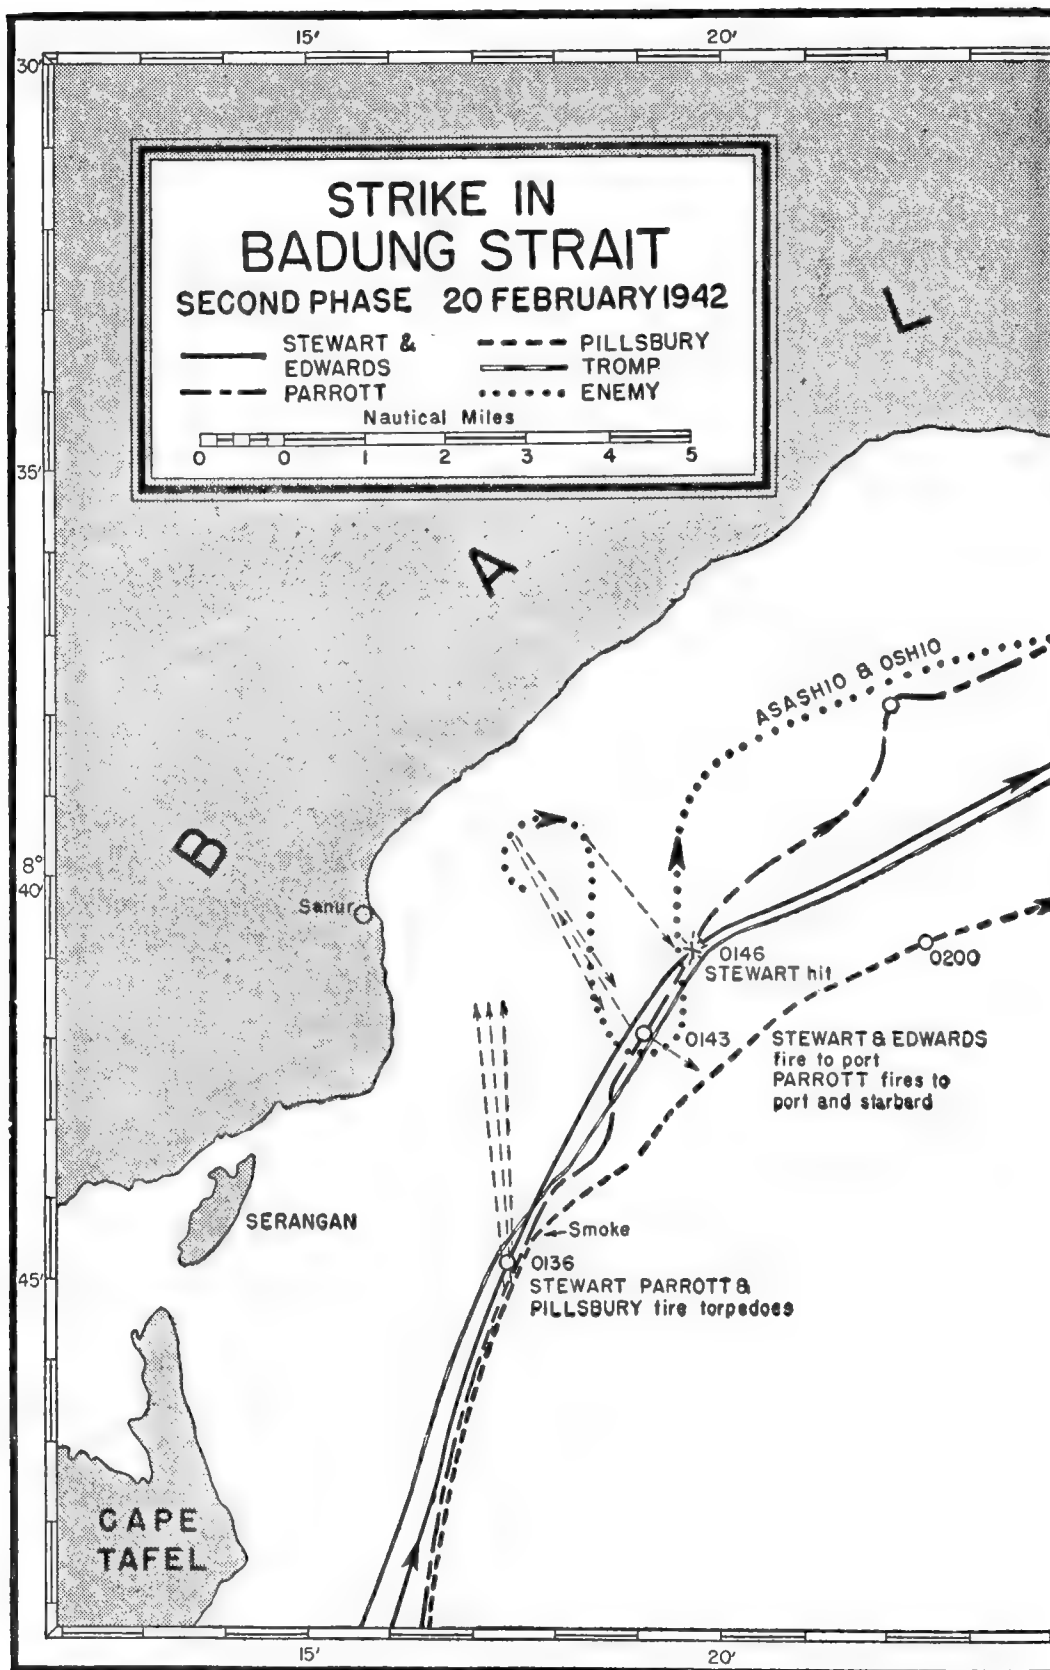 15' 20'
30'
STRIKE IN
BADUNG STRAIT
SECOND PHASE 20 FEBRUARY 1942
STEWART & EDWARDS
PARROTT
PILLSBURY
TROMP
ENEMY
Nautical Miles
0 0 1 2 3 4 5
L
35'
A
ASASHIO & OSHIO
B
8°
40'
Sanur
0146
STEWART hit
0200
0143
STEWART & EDWARDS
fire to port
PARROTT fires to
port and starbard
SERANGAN
Smoke
45'
0136
STEWART PARROTT &
PILLSBURY fire torpedoes
CAPE
TAFEL
15' 20'